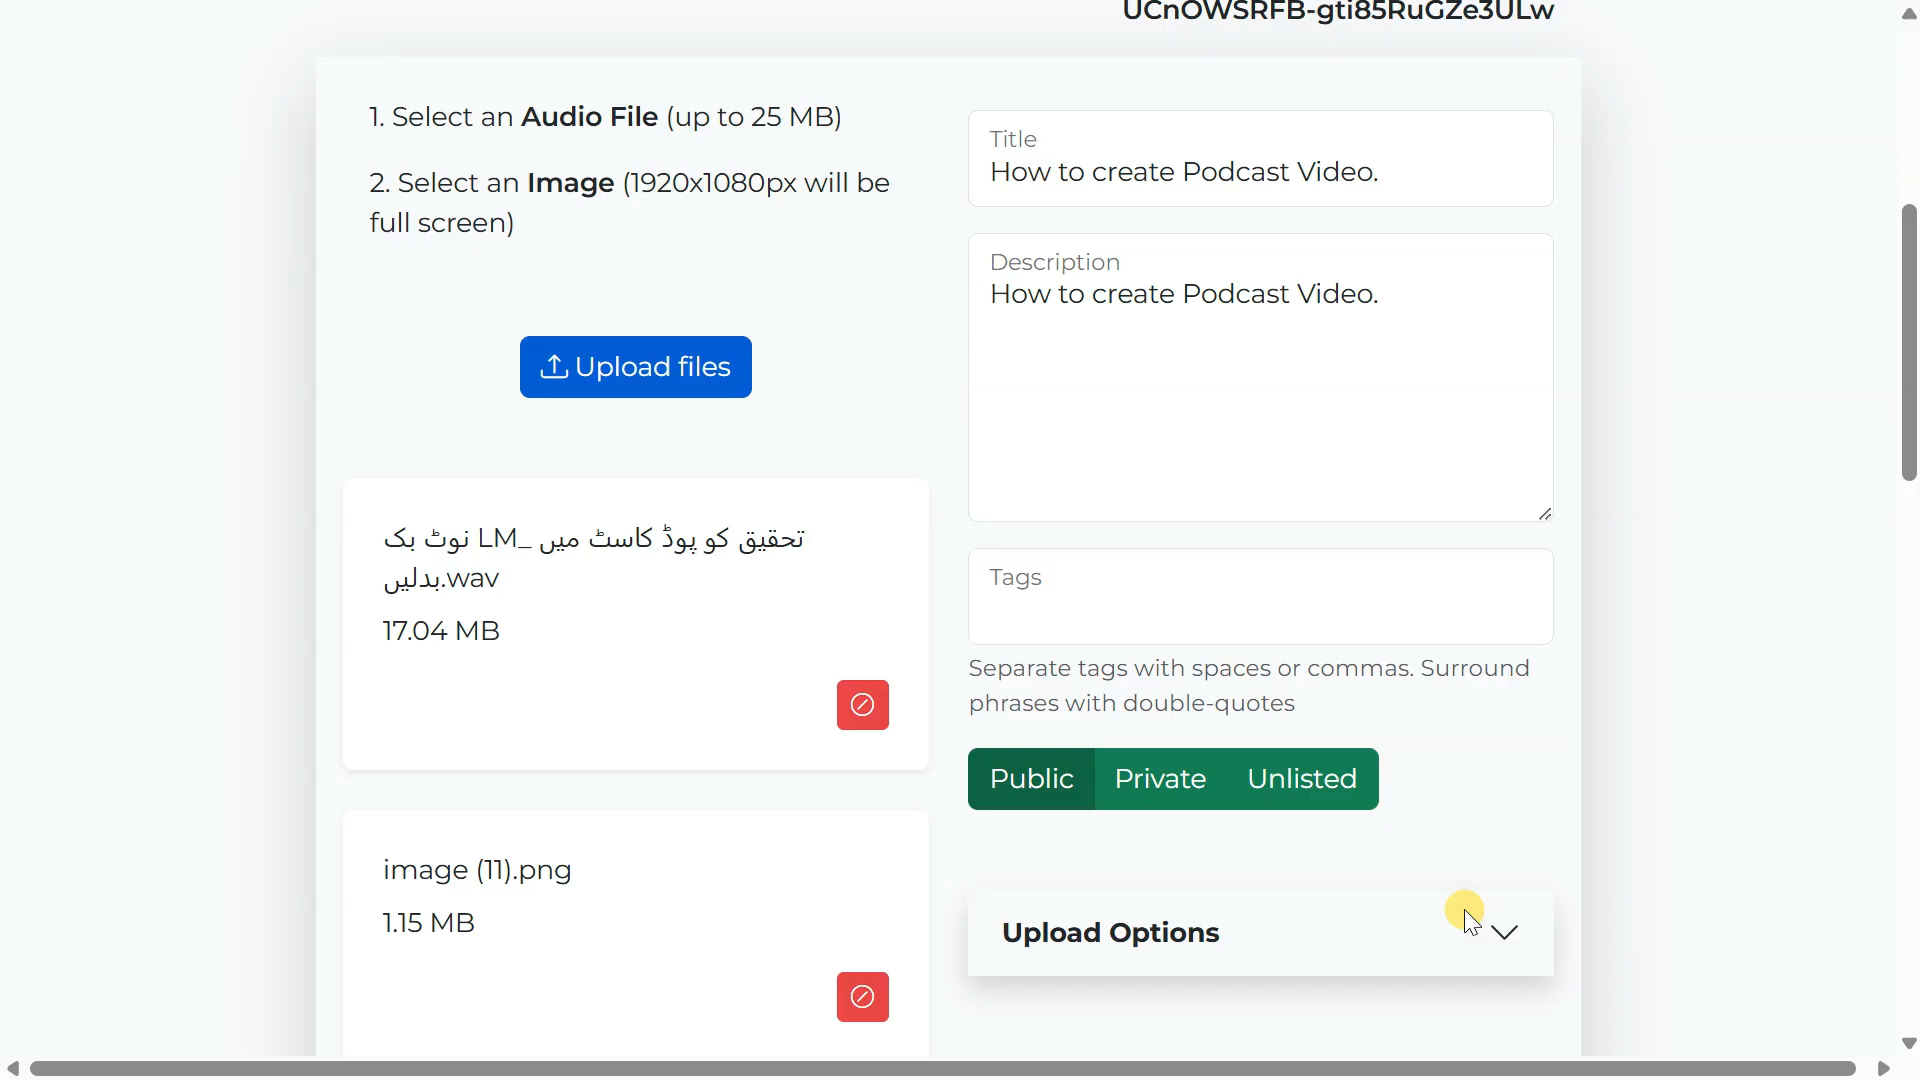 UCnOWSRFB-gti85RuGZe3ULw
1. Select an Audio File (up to 25 MB)
2. Select an Image (1920x1080px will be
full screen)
Upload files
نوٹ بک LM_ تحقیق کو پوڈ کاسٹ میں
بدلیں.wav
17.04 MB
image (11).png
1.15 MB
Title
How to create Podcast Video.
Description
How to create Podcast Video.
Tags
Separate tags with spaces or commas. Surround
phrases with double-quotes
Public Private Unlisted
Upload Options